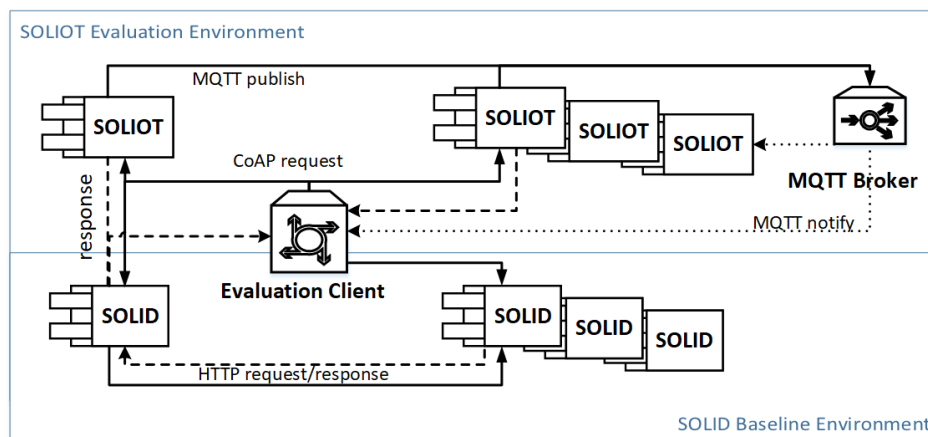 SOLIOT Evaluation Environment
MQTT publish
SOLIOT
SOLIOT
SOLIOT
SOLIOT
CoAP request
MQTT Broker
response
MQTT notify
Evaluation Client
SOLID
SOLID
SOLID
SOLID
HTTP request/response
SOLID Baseline Environment